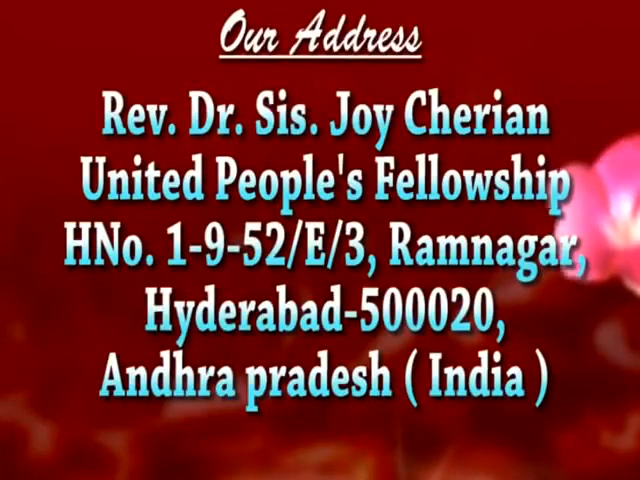 Our Address
Rev. Dr. Sis. Joy Cherian
United People's Fellowship
HNo. 1-9-52/E/3, Ramnagar,
Hyderabad-500020,
Andhra pradesh ( India )